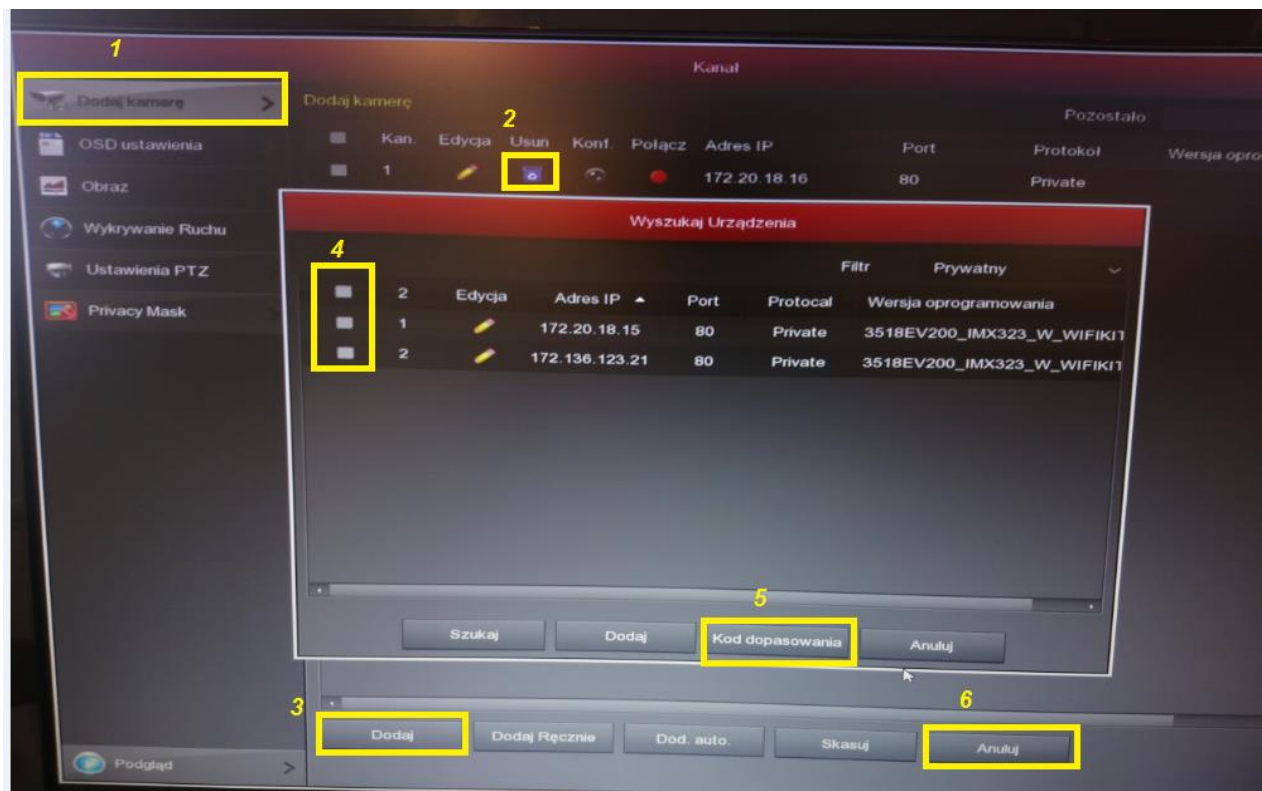 1
Kanał
Dodaj kamerę >
Dodaj kamerę
Pozostało
2
OSD ustawienia
Kan. Edycja Usuń Konf. Połącz Adres IP Port Protokół Wersja opro
1 172.20.18.16 80 Private
Obraz
Wykrywanie Ruchu
Ustawienia PTZ
Privacy Mask
Wyszukaj Urządzenia
4
Filtr Prywatny
2 Edycja Adres IP Port Protocal Wersja oprogramowania
1 172.20.18.15 80 Private 3518EV200_IMX323_W_WIFIKIT
2 172.136.123.21 80 Private 3518EV200_IMX323_W_WIFIKIT
5
Szukaj Dodaj Kod dopasowania Anuluj
3
6
Dodaj Dodaj Ręcznie Dod. auto. Skasuj Anuluj
Podgląd >